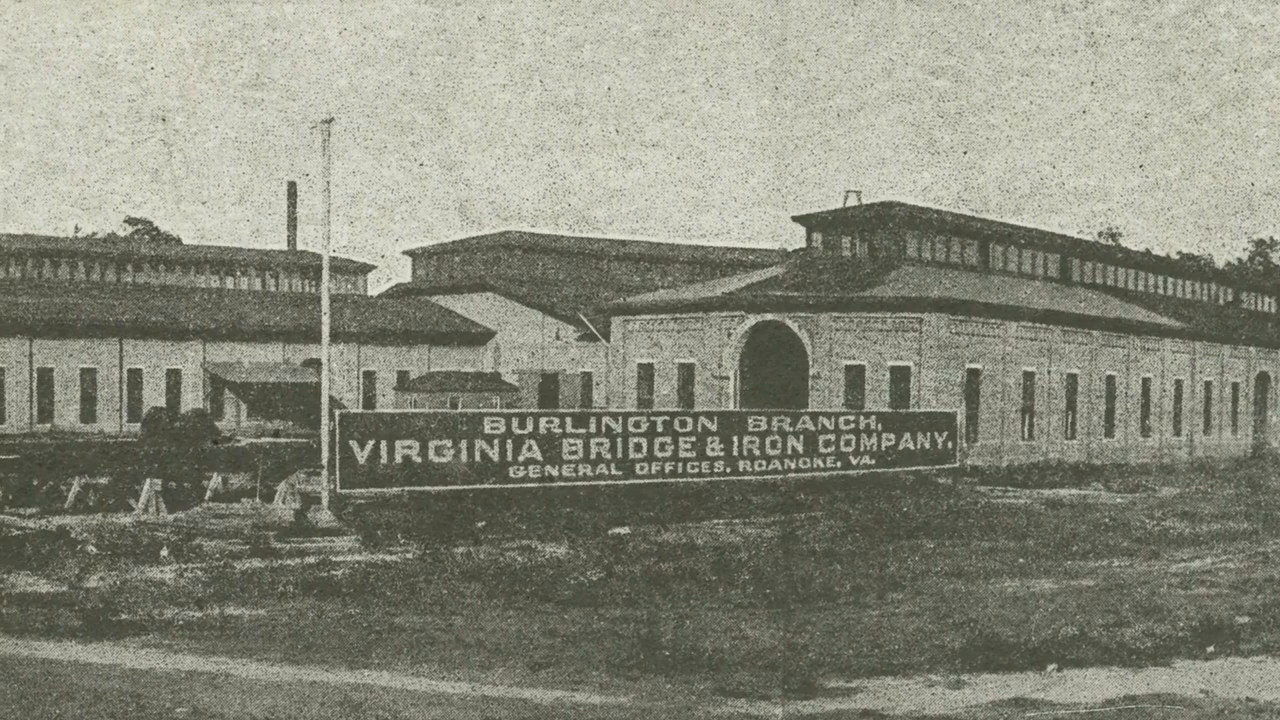 BURLINGTON BRANCH,
VIRGINIA BRIDGE & IRON COMPANY,
GENERAL OFFICES, ROANOKE, VA.